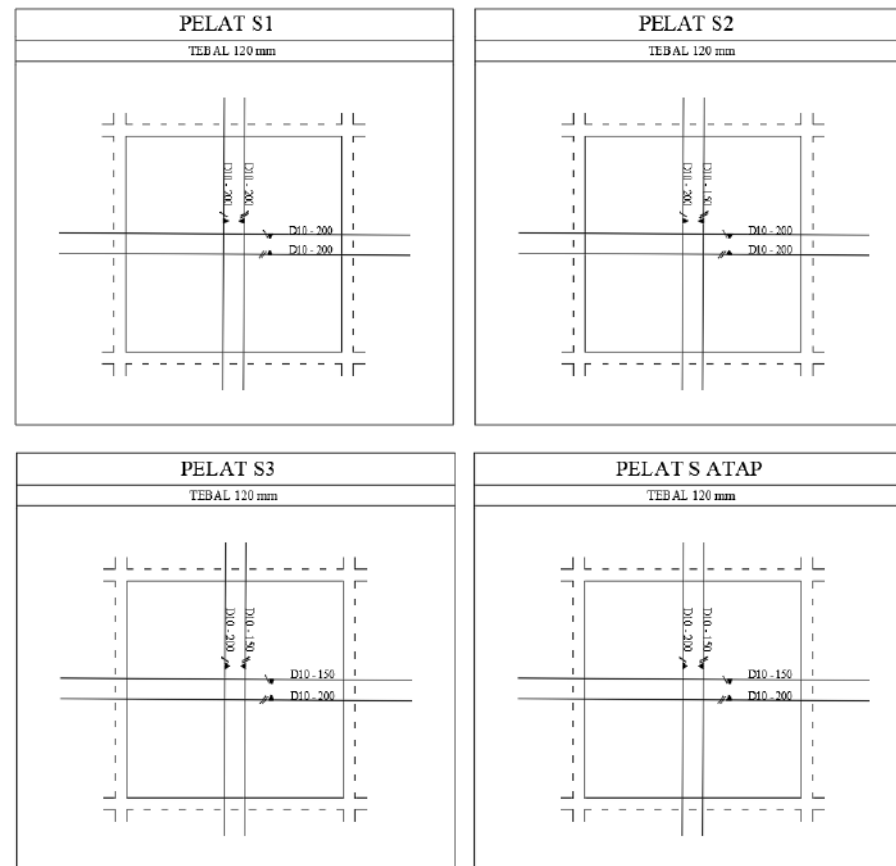 PELAT S1
TEBAL 120 mm
D10 - 200
D10 - 200
D10 - 200
D10 - 200
PELAT S2
TEBAL 120 mm
D10 - 200
D10 - 150
D10 - 200
D10 - 200
PELAT S3
TEBAL 120 mm
D10 - 200
D10 - 150
D10 - 150
D10 - 200
PELAT S ATAP
TEBAL 120 mm
D10 - 200
D10 - 150
D10 - 150
D10 - 200